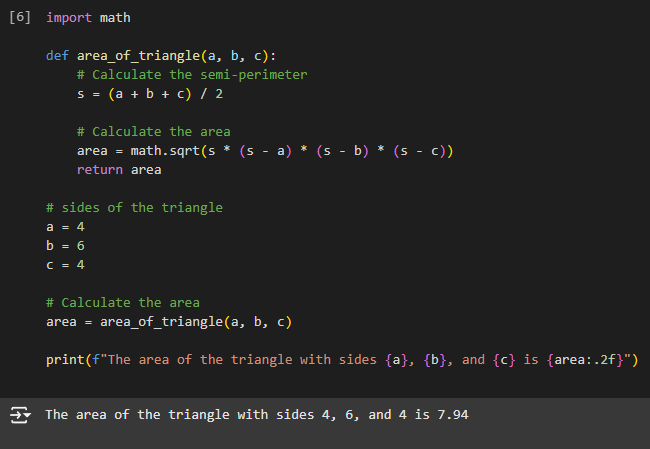 [6] import math
def area_of_triangle(a, b, c):
# Calculate the semi-perimeter
s = (a + b + c) / 2
# Calculate the area
area = math.sqrt(s * (s - a) * (s - b) * (s - c))
return area
# sides of the triangle
a = 4
b = 6
c = 4
# Calculate the area
area = area_of_triangle(a, b, c)
print(f"The area of the triangle with sides {a}, {b}, and {c} is {area:.2f}")
The area of the triangle with sides 4, 6, and 4 is 7.94